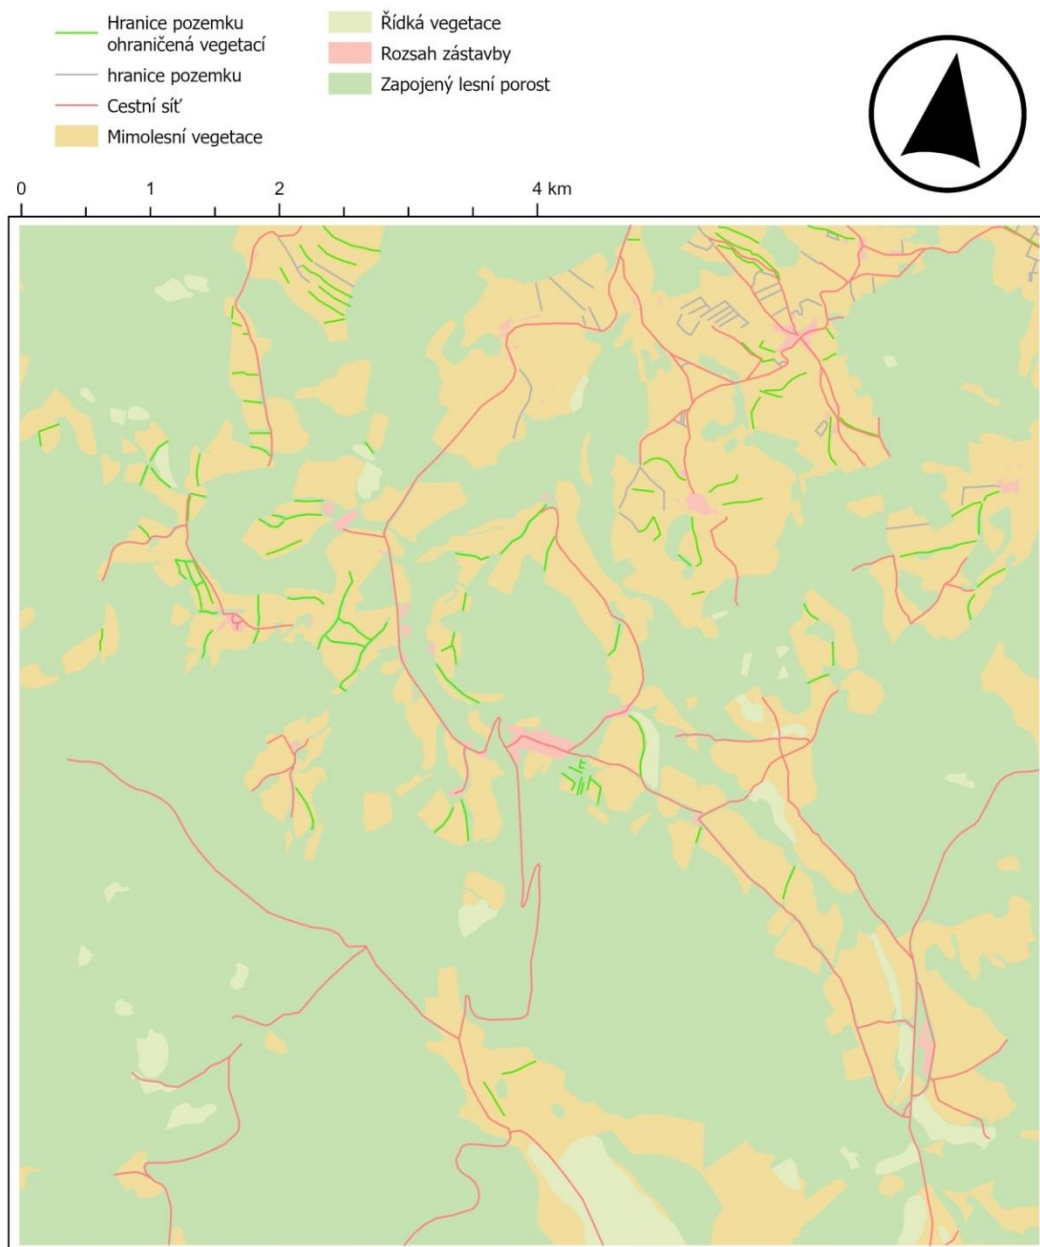 Hranice pozemku
ohraničená vegetací
hranice pozemku
Cestní síť
Mimolesní vegetace
Řídká vegetace
Rozsah zástavby
Zapojený lesní porost
0 1 2 4 km